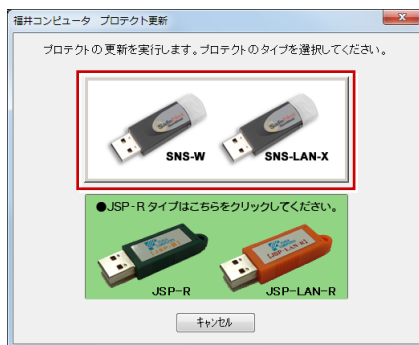 福井コンピュータ プロテクト更新
プロテクトの更新を実行します。プロテクトのタイプを選択してください。
SNS-W
SNS-LAN-X
●JSP-Rタイプはこちらをクリックしてください。
JSP-R
JSP-LAN-R
キャンセル